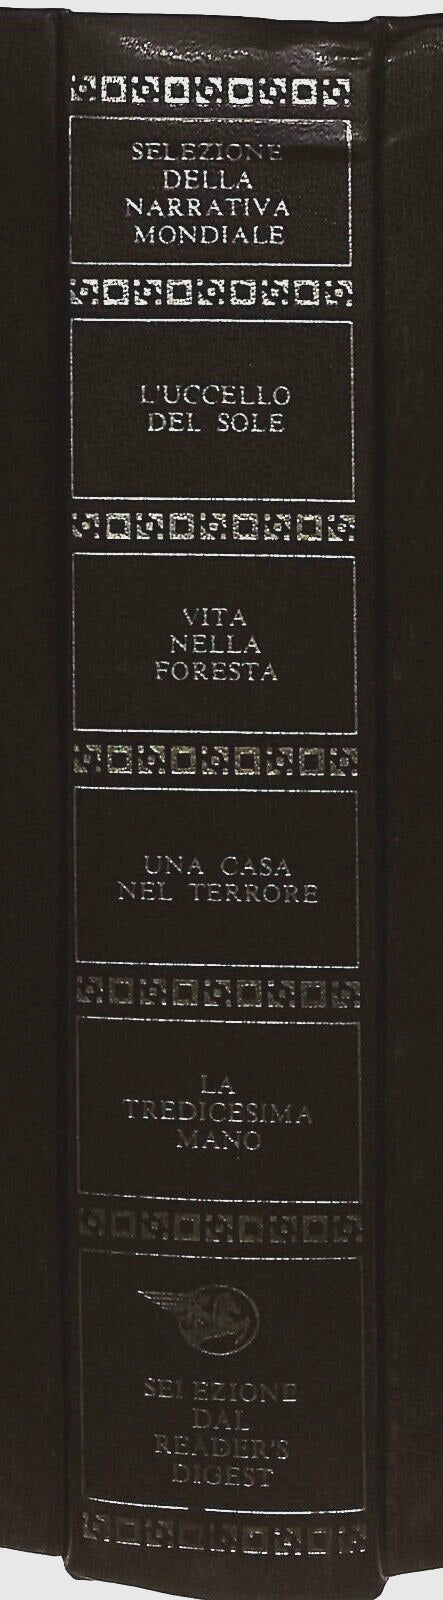 SELEZIONE
DELLA
NARRATIVA
MONDIALE
L'UCCELLO
DEL SOLE
VITA
NELLA
FORESTA
UNA CASA
NEL TERRORE
LA
TREDICESIMA
MANO
SELEZIONE
DAL
READER'S
DIGEST